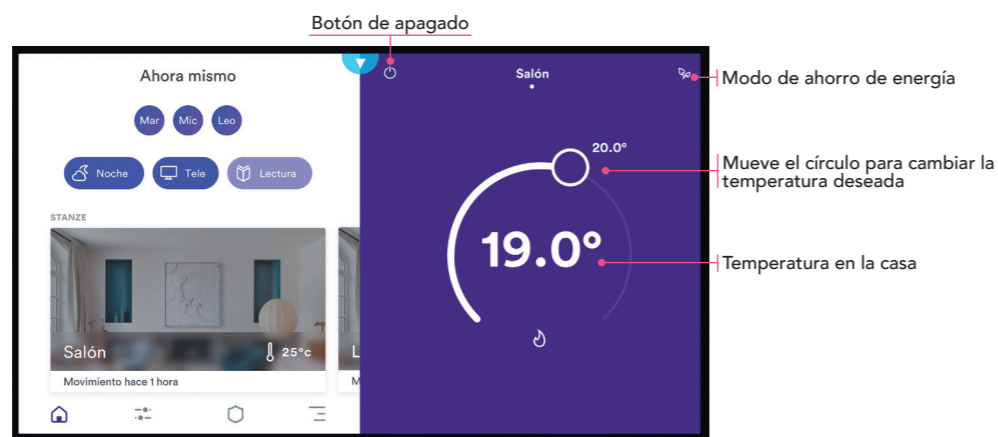 Botón de apagado
Ahora mismo
Mar Mic Leo
Noche Tele Lectura
STANZE
Salón 25°c
Movimiento hace 1 hora
L
M
Salón
20.0°
19.0°
Modo de ahorro de energía
Mueve el círculo para cambiar la
temperatura deseada
Temperatura en la casa